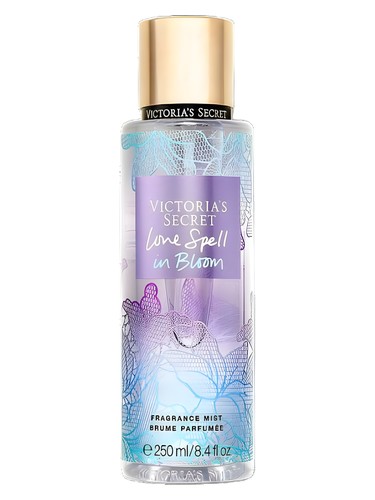 VICTORIA'S SECRET
VICTORIA'S
SECRET
Love Spell
in Bloom
FRAGRANCE MIST
BRUME PARFUMÉE
℮ 250 ml/8.4 fl oz